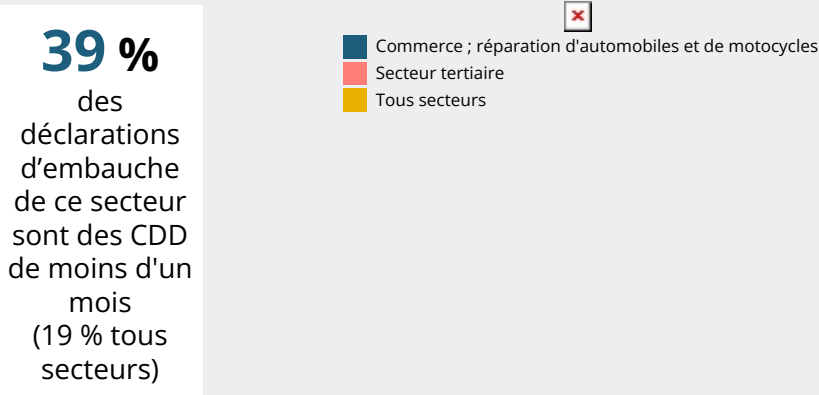 39 %
des
déclarations
d’embauche
de ce secteur
sont des CDD
de moins d'un
mois
(19 % tous
secteurs)
Commerce ; réparation d'automobiles et de motocycles
Secteur tertiaire
Tous secteurs